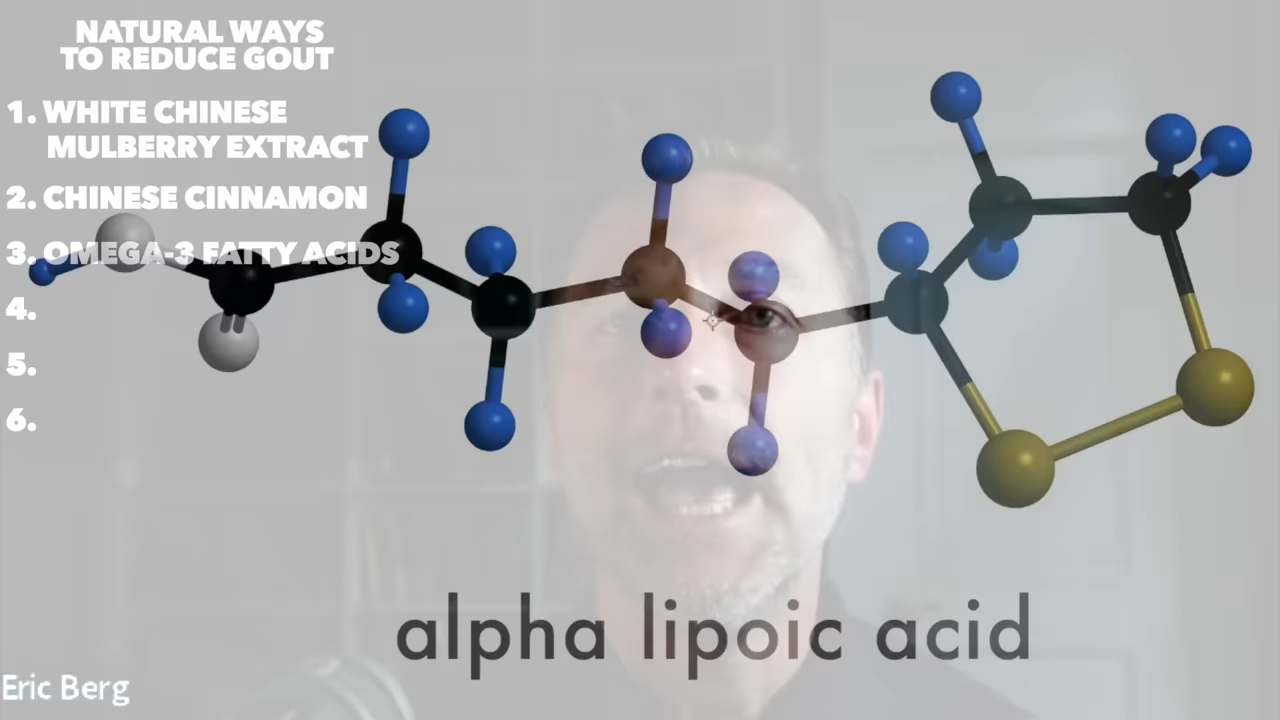 NATURAL WAYS
TO REDUCE GOUT
1. WHITE CHINESE
MULBERRY EXTRACT
2. CHINESE CINNAMON
3. OMEGA-3 FATTY ACIDS
4.
5.
6.
alpha lipoic acid
Eric Berg